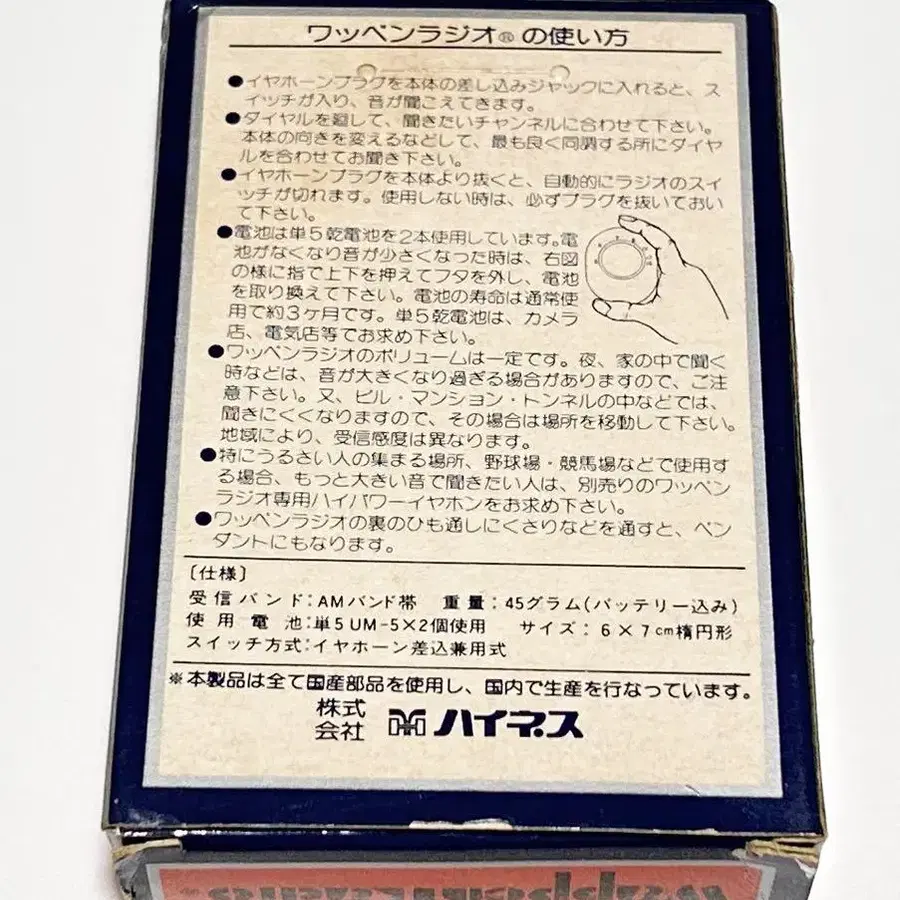 ワッペンラジオ®の使い方
●イヤホーンプラグを本体の差し込みジャックに入れると、ス
イッチが入り、音が聞こえてきます。
●ダイヤルを廻して、聞きたいチャンネルに合わせて下さい。
本体の向きを変えるなどして、最も良く同調する所にダイヤ
ルを合わせてお聞き下さい。
●イヤホーンプラグを本体より抜くと、自動的にラジオのスイ
ッチが切れます。使用しない時は、必ずプラグを抜いておい
て下さい。
●電池は単5乾電池を2本使用しています。電
池がなくなり音が少さくなった時は、右図
の様に指で上下を押えてフタを外し、電池
を取り換えて下さい。電池の寿命は通常使
用で約3ヶ月です。単5乾電池は、カメラ
店、電気店等でお求め下さい。
●ワッペンラジオのボリュームは一定です。夜、家の中で聞く
時などは、音が大きくなり過ぎる場合がありますので、ご注
意下さい。又、ビル・マンション・トンネルの中などでは、
聞きにくくなりますので、その場合は場所を移動して下さい。
地域により、受信感度は異なります。
●特にうるさい人の集まる場所、野球場・競馬場などで使用す
る場合、もっと大きい音で聞きたい人は、別売りのワッペン
ラジオ専用ハイパワーイヤホンをお求め下さい。
●ワッペンラジオの裏のひも通しにくさりなどを通すと、ペン
ダントにもなります。
〔仕様〕
受信バンド:AMバンド帯 重量:45グラム(バッテリー込み)
使用電池:単5UM-5×2個使用 サイズ:6×7cm楕円形
スイッチ方式:イヤホーン差込兼用式
※本製品は全て国産部品を使用し、国内で生産を行なっています。
株式
会社 ハイネス